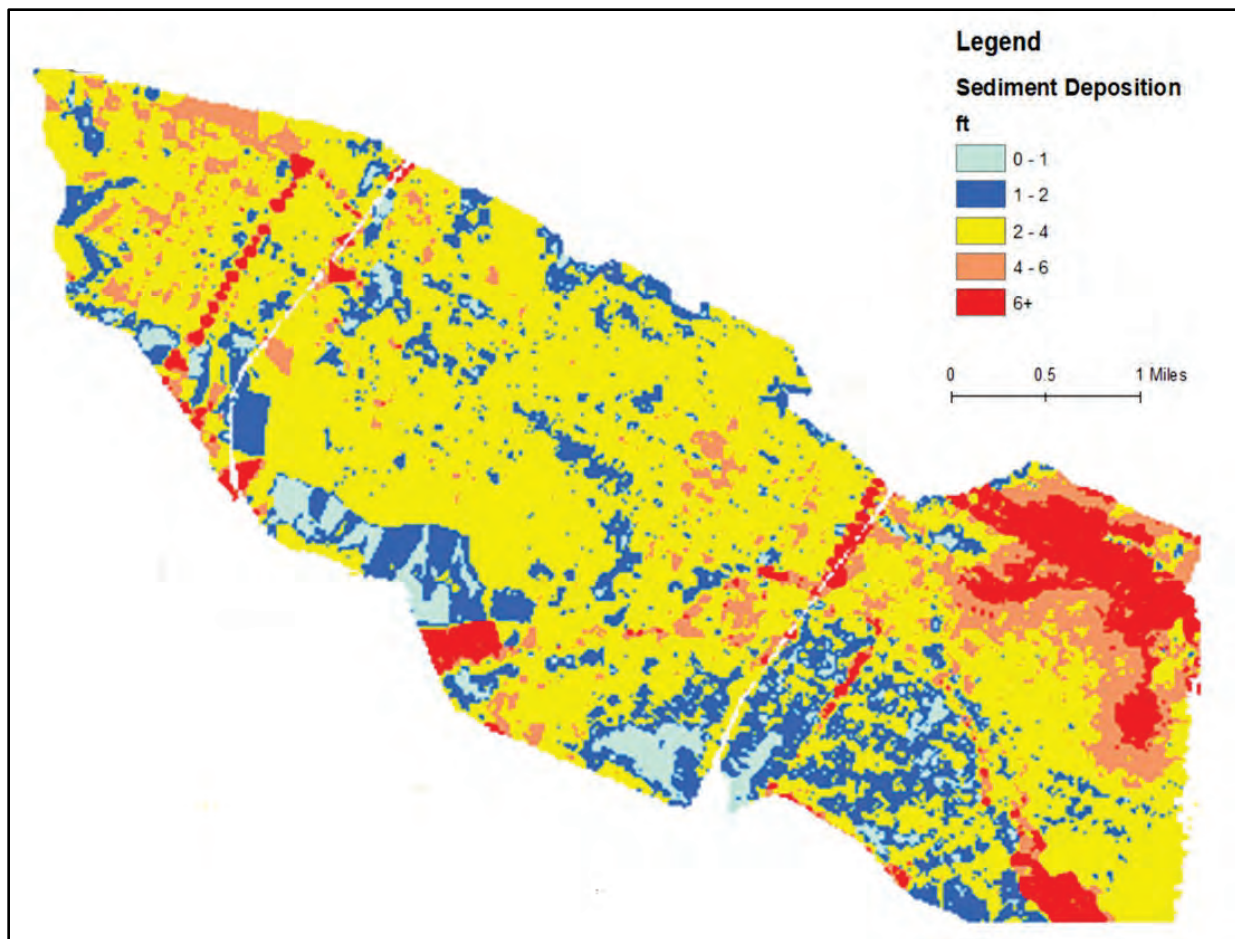 Legend
Sediment Deposition
ft
0 - 1
1 - 2
2 - 4
4 - 6
6+
0 0.5 1 Miles